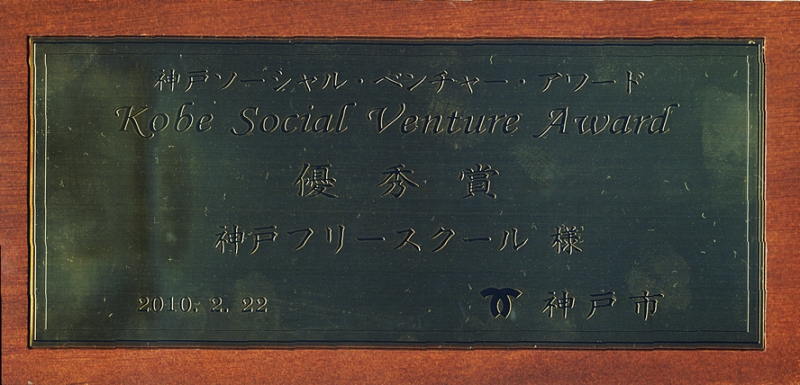 神戸ソーシャル・ベンチャー・アワード
Kobe Social Venture Award
優秀賞
神戸フリースクール 様
2010. 2. 22 神戸市